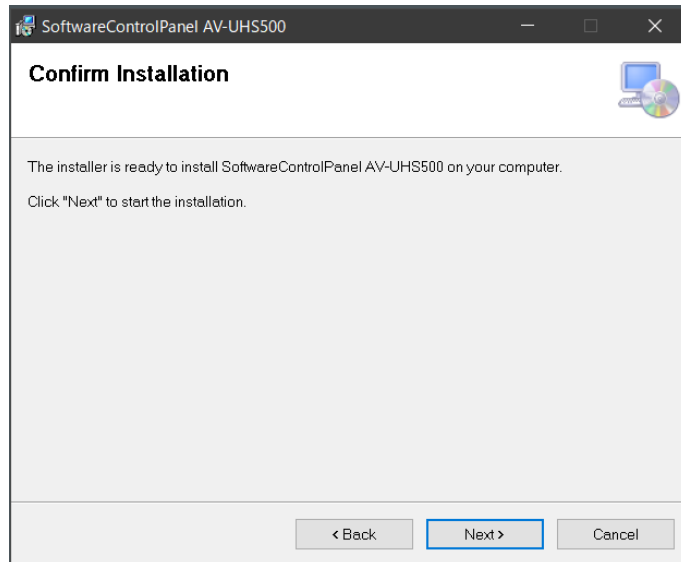 SoftwareControlPanel AV-UHS500
Confirm Installation
The installer is ready to install SoftwareControlPanel AV-UHS500 on your computer.
Click "Next" to start the installation.
< Back
Next >
Cancel